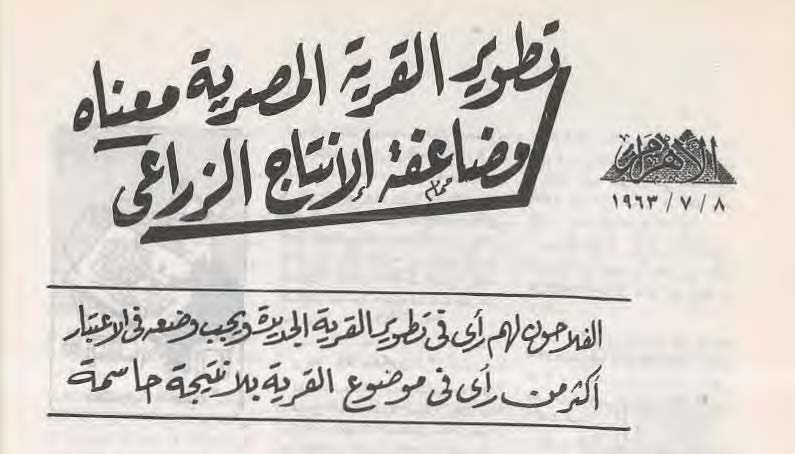 تطوير القرية المصرية معناه
مضاعفة الإنتاج الزراعى
الأهرام
٨ / ٧ / ١٩٦٣
الفلاحون لهم رأى فى تطوير القرية الجديدة ويجب وضعه فى الاعتبار
أكثر من رأى فى موضوع القرية بلا نتيجة حاسمة